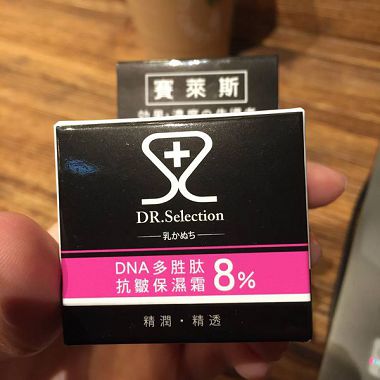 賽萊斯
DR.Selection
乳かぬち
DNA多胜肽
抗皺保濕霜 8%
精潤・精透